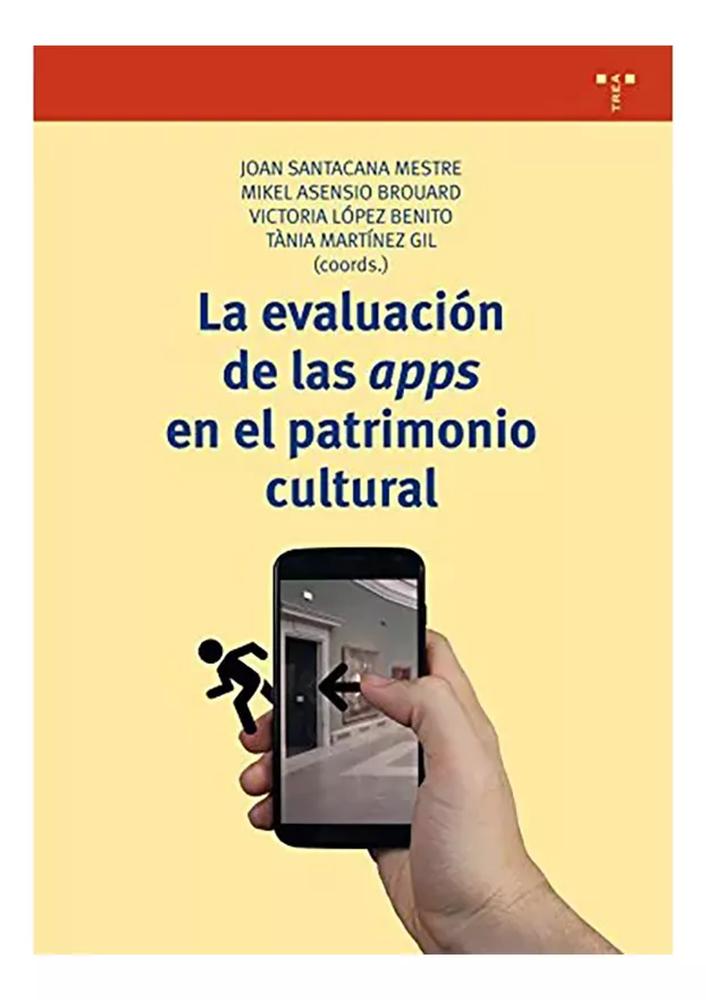 TREA
JOAN SANTACANA MESTRE
MIKEL ASENSIO BROUARD
VICTORIA LÓPEZ BENITO
TÀNIA MARTÍNEZ GIL
(coords.)
La evaluación
de las apps
en el patrimonio
cultural